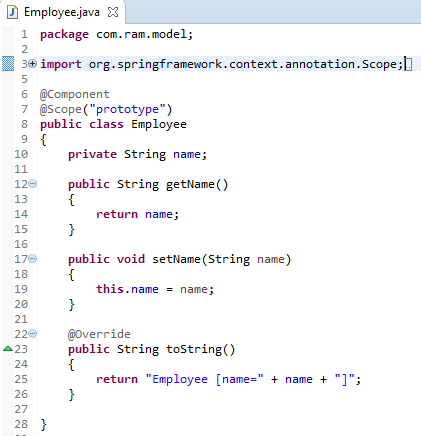 Employee.java
1 package com.ram.model;
2
3 import org.springframework.context.annotation.Scope;
5
6 @Component
7 @Scope("prototype")
8 public class Employee
9 {
10     private String name;
11
12     public String getName()
13     {
14         return name;
15     }
16
17     public void setName(String name)
18     {
19         this.name = name;
20     }
21
22     @Override
23     public String toString()
24     {
25         return "Employee [name=" + name + "]";
26     }
27
28 }